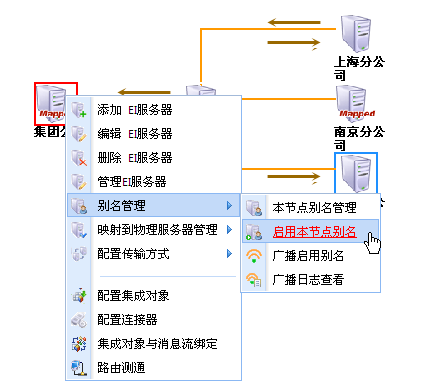 上海分公
司
Mapped
集团公
Mapped
南京分公
司
添加 EI服务器
编辑 EI服务器
删除 EI服务器
管理EI服务器
别名管理
映射到物理服务器管理
配置传输方式
配置集成对象
配置连接器
集成对象与消息流绑定
路由测通
本节点别名管理
启用本节点别名
广播启用别名
广播日志查看